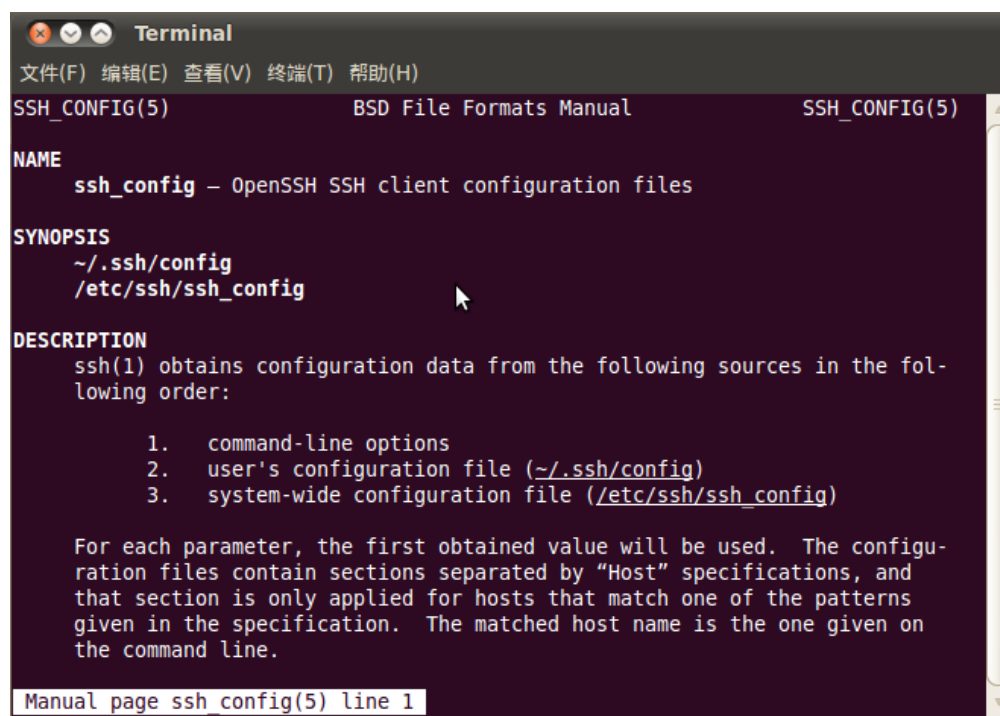 Terminal
文件(F) 编辑(E) 查看(V) 终端(T) 帮助(H)
SSH_CONFIG(5) BSD File Formats Manual SSH_CONFIG(5)
NAME
ssh_config — OpenSSH SSH client configuration files
SYNOPSIS
~/.ssh/config
/etc/ssh/ssh_config
DESCRIPTION
ssh(1) obtains configuration data from the following sources in the fol-
lowing order:
1. command-line options
2. user's configuration file (~/.ssh/config)
3. system-wide configuration file (/etc/ssh/ssh_config)
For each parameter, the first obtained value will be used. The configu-
ration files contain sections separated by “Host” specifications, and
that section is only applied for hosts that match one of the patterns
given in the specification. The matched host name is the one given on
the command line.
Manual page ssh_config(5) line 1